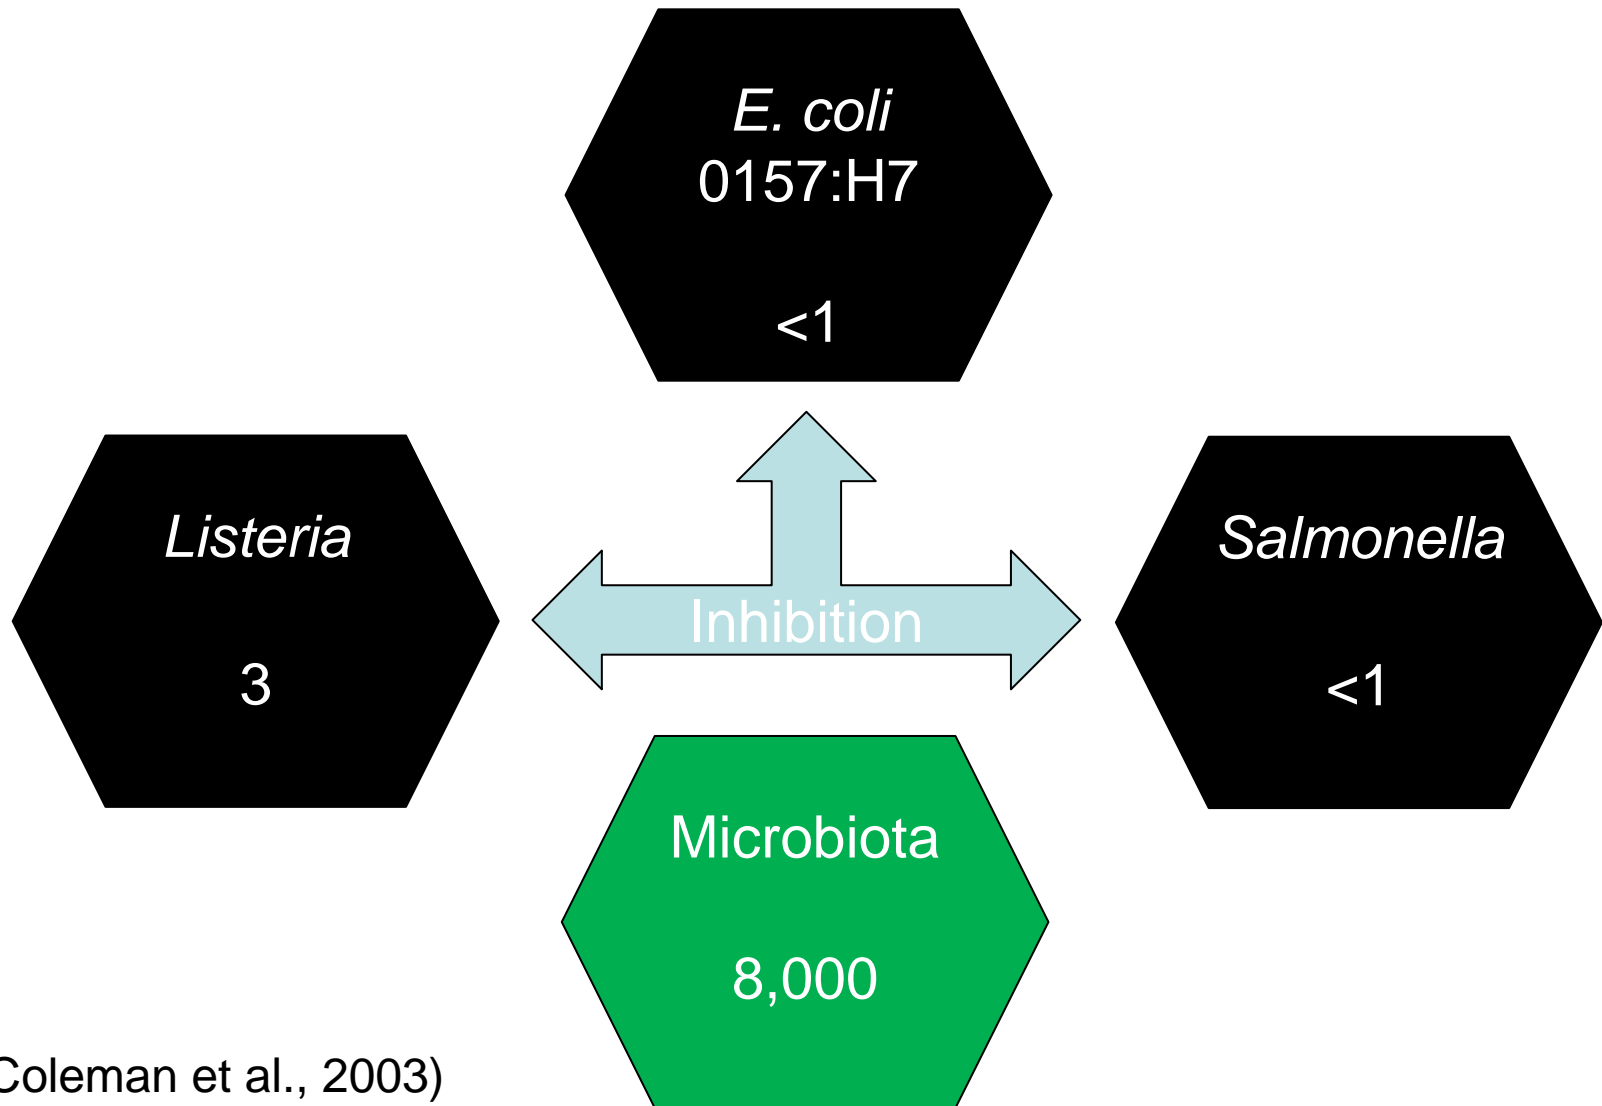 E. coli
0157:H7
<1
Listeria
3
Inhibition
Salmonella
<1
Microbiota
8,000
Coleman et al., 2003)